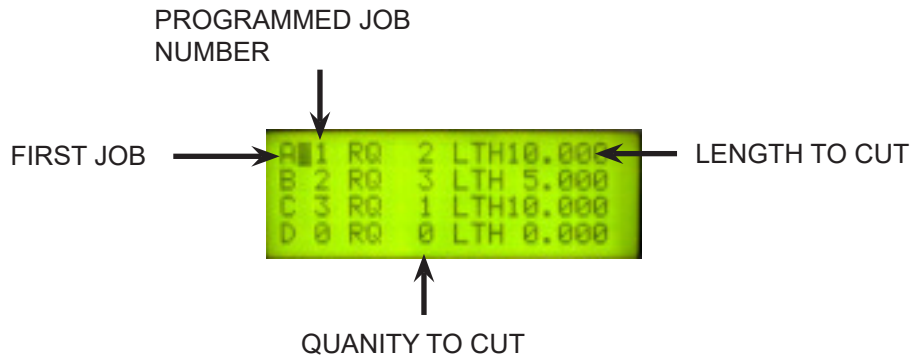 PROGRAMMED JOB
NUMBER
FIRST JOB
A 1 RQ 2 LTH10.000
B 2 RQ 3 LTH 5.000
C 3 RQ 1 LTH10.000
D 0 RQ 0 LTH 0.000
LENGTH TO CUT
QUANITY TO CUT